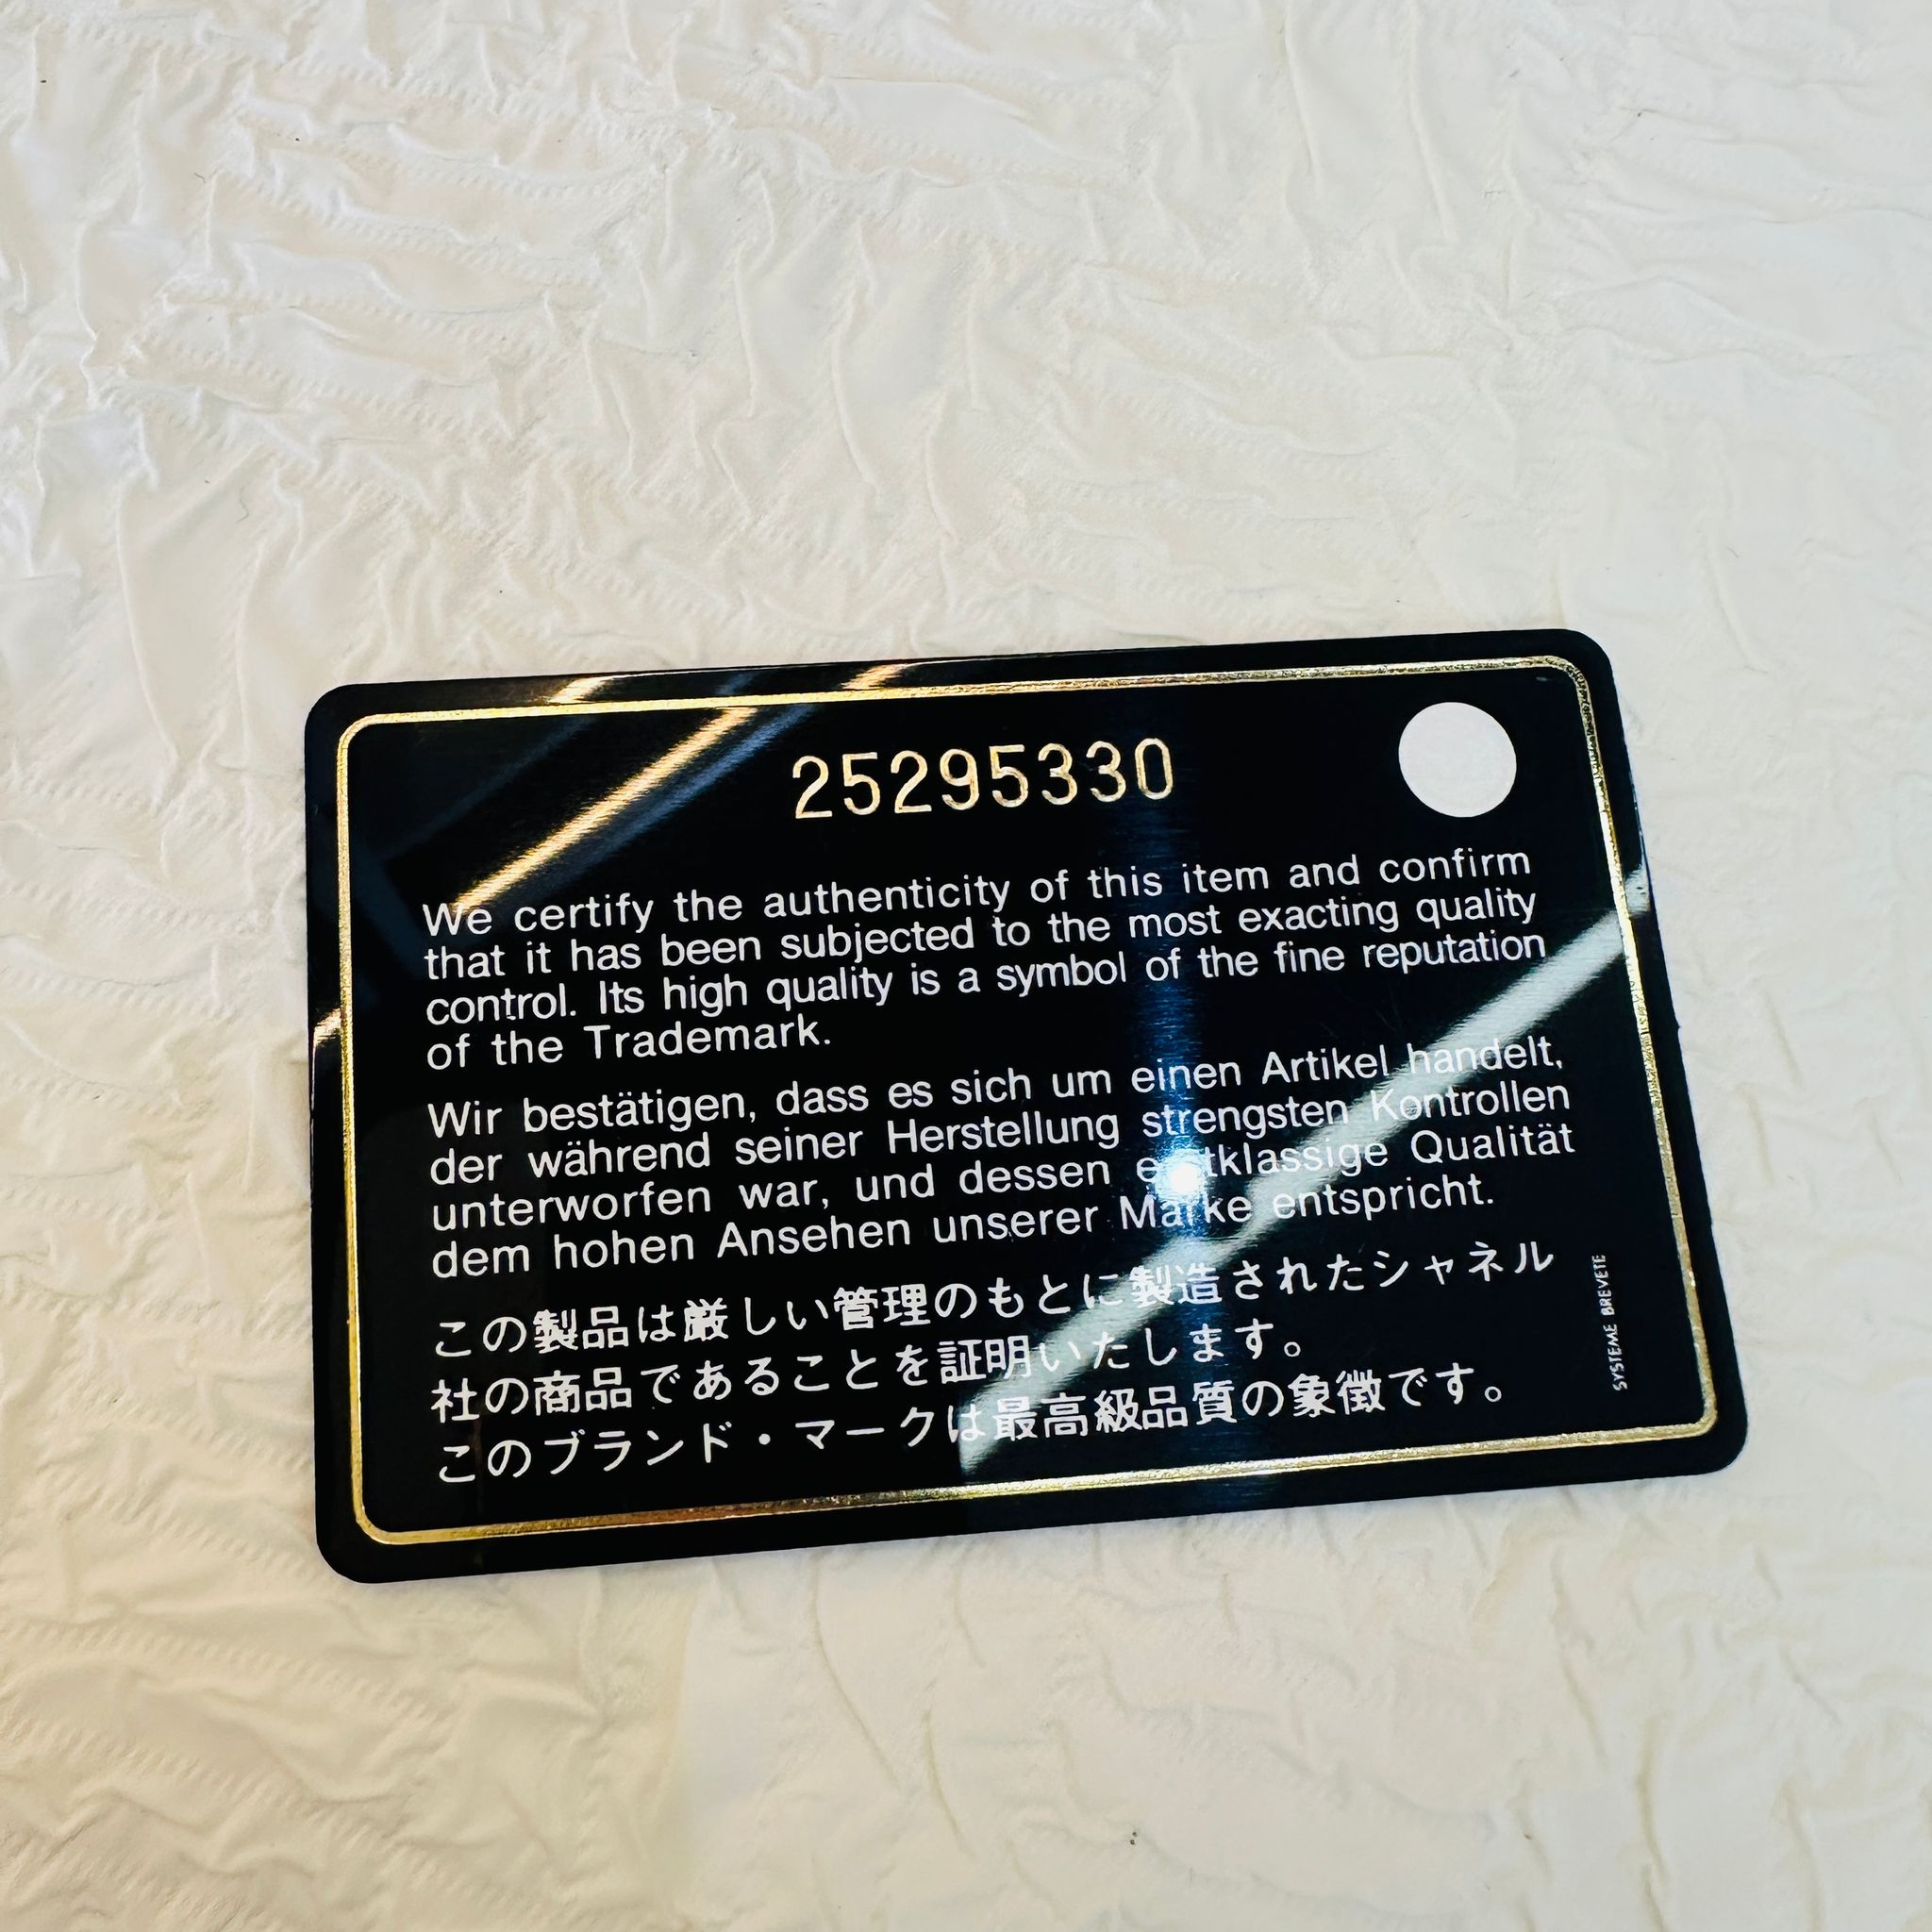 25295330
We certify the authenticity of this item and confirm
that it has been subjected to the most exacting quality
control. Its high quality is a symbol of the fine reputation
of the Trademark.
Wir bestätigen, dass es sich um einen Artikel handelt,
der während seiner Herstellung strengsten Kontrollen
unterworfen war, und dessen erstklassige Qualität
dem hohen Ansehen unserer Marke entspricht.
この製品は厳しい管理のもとに製造されたシャネル
社の商品であることを証明いたします。
このブランド・マークは最高級品質の象徴です。
SYSTEME BREVETE